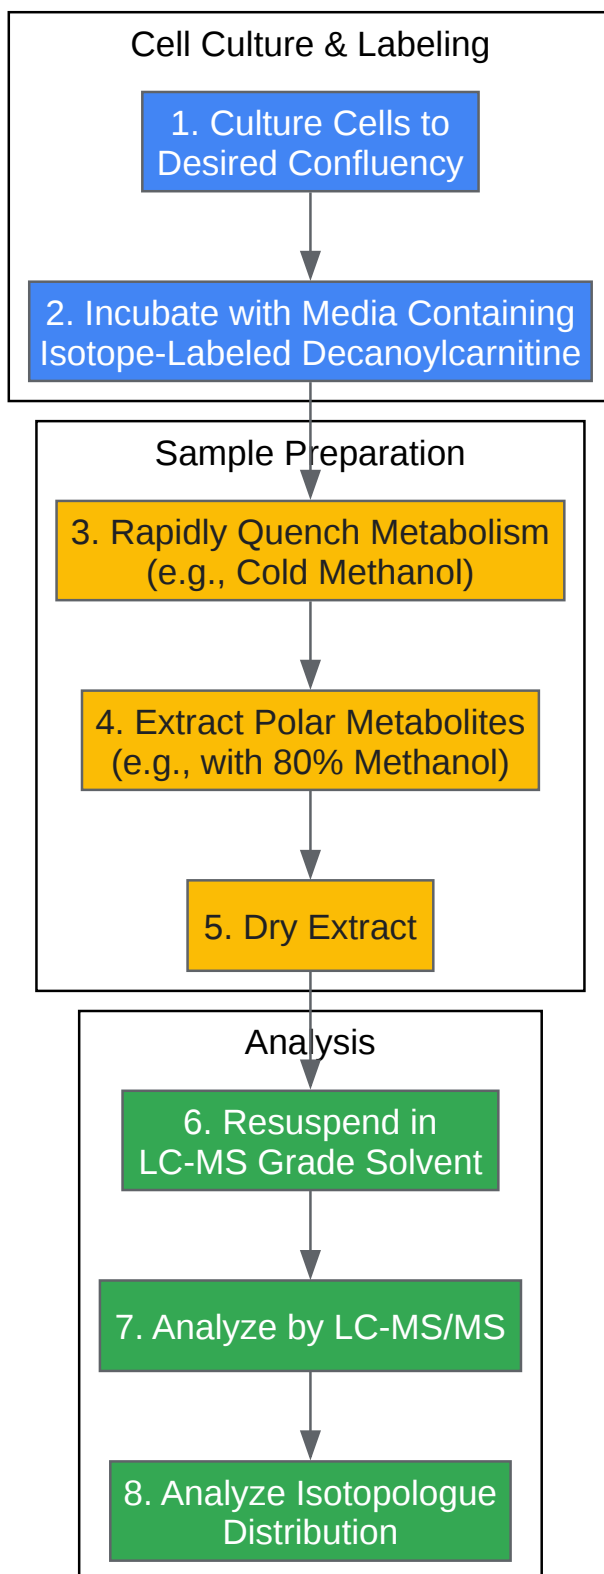 Cell Culture & Labeling
1. Culture Cells to
Desired Confluency
2. Incubate with Media Containing
Isotope-Labeled Decanoylcarnitine
Sample Preparation
3. Rapidly Quench Metabolism
(e.g., Cold Methanol)
4. Extract Polar Metabolites
(e.g., with 80% Methanol)
5. Dry Extract
Analysis
6. Resuspend in
LC-MS Grade Solvent
7. Analyze by LC-MS/MS
8. Analyze Isotopologue
Distribution